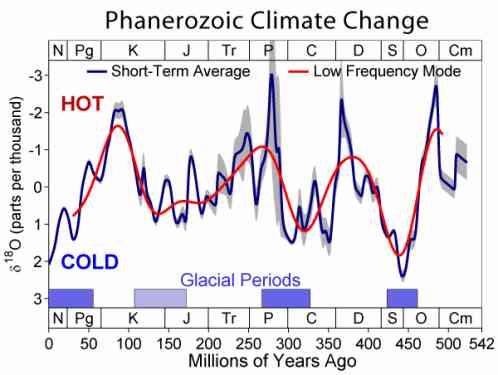 Phanerozoic Climate Change
N Pg K J Tr P C D S O Cm
Short-Term Average Low Frequency Mode
HOT
-3
-2
-1
0
1
2
3
δ18O (parts per thousand)
COLD
Glacial Periods
N Pg K J Tr P C D S O Cm
0 50 100 150 200 250 300 350 400 450 500 542
Millions of Years Ago